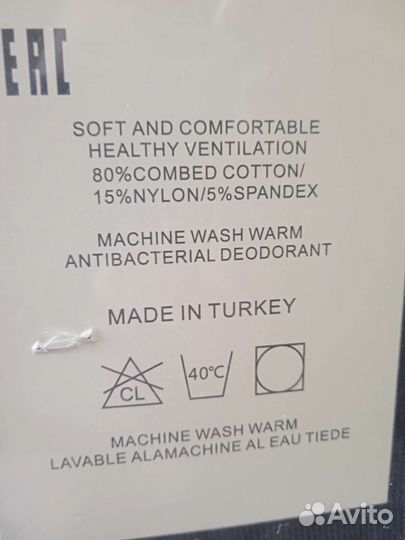 EAC
SOFT AND COMFORTABLE
HEALTHY VENTILATION
80%COMBED COTTON/
15%NYLON/5%SPANDEX
MACHINE WASH WARM
ANTIBACTERIAL DEODORANT
MADE IN TURKEY
CL 40°C
MACHINE WASH WARM
LAVABLE ALAMACHINE AL EAU TIEDE
Avito